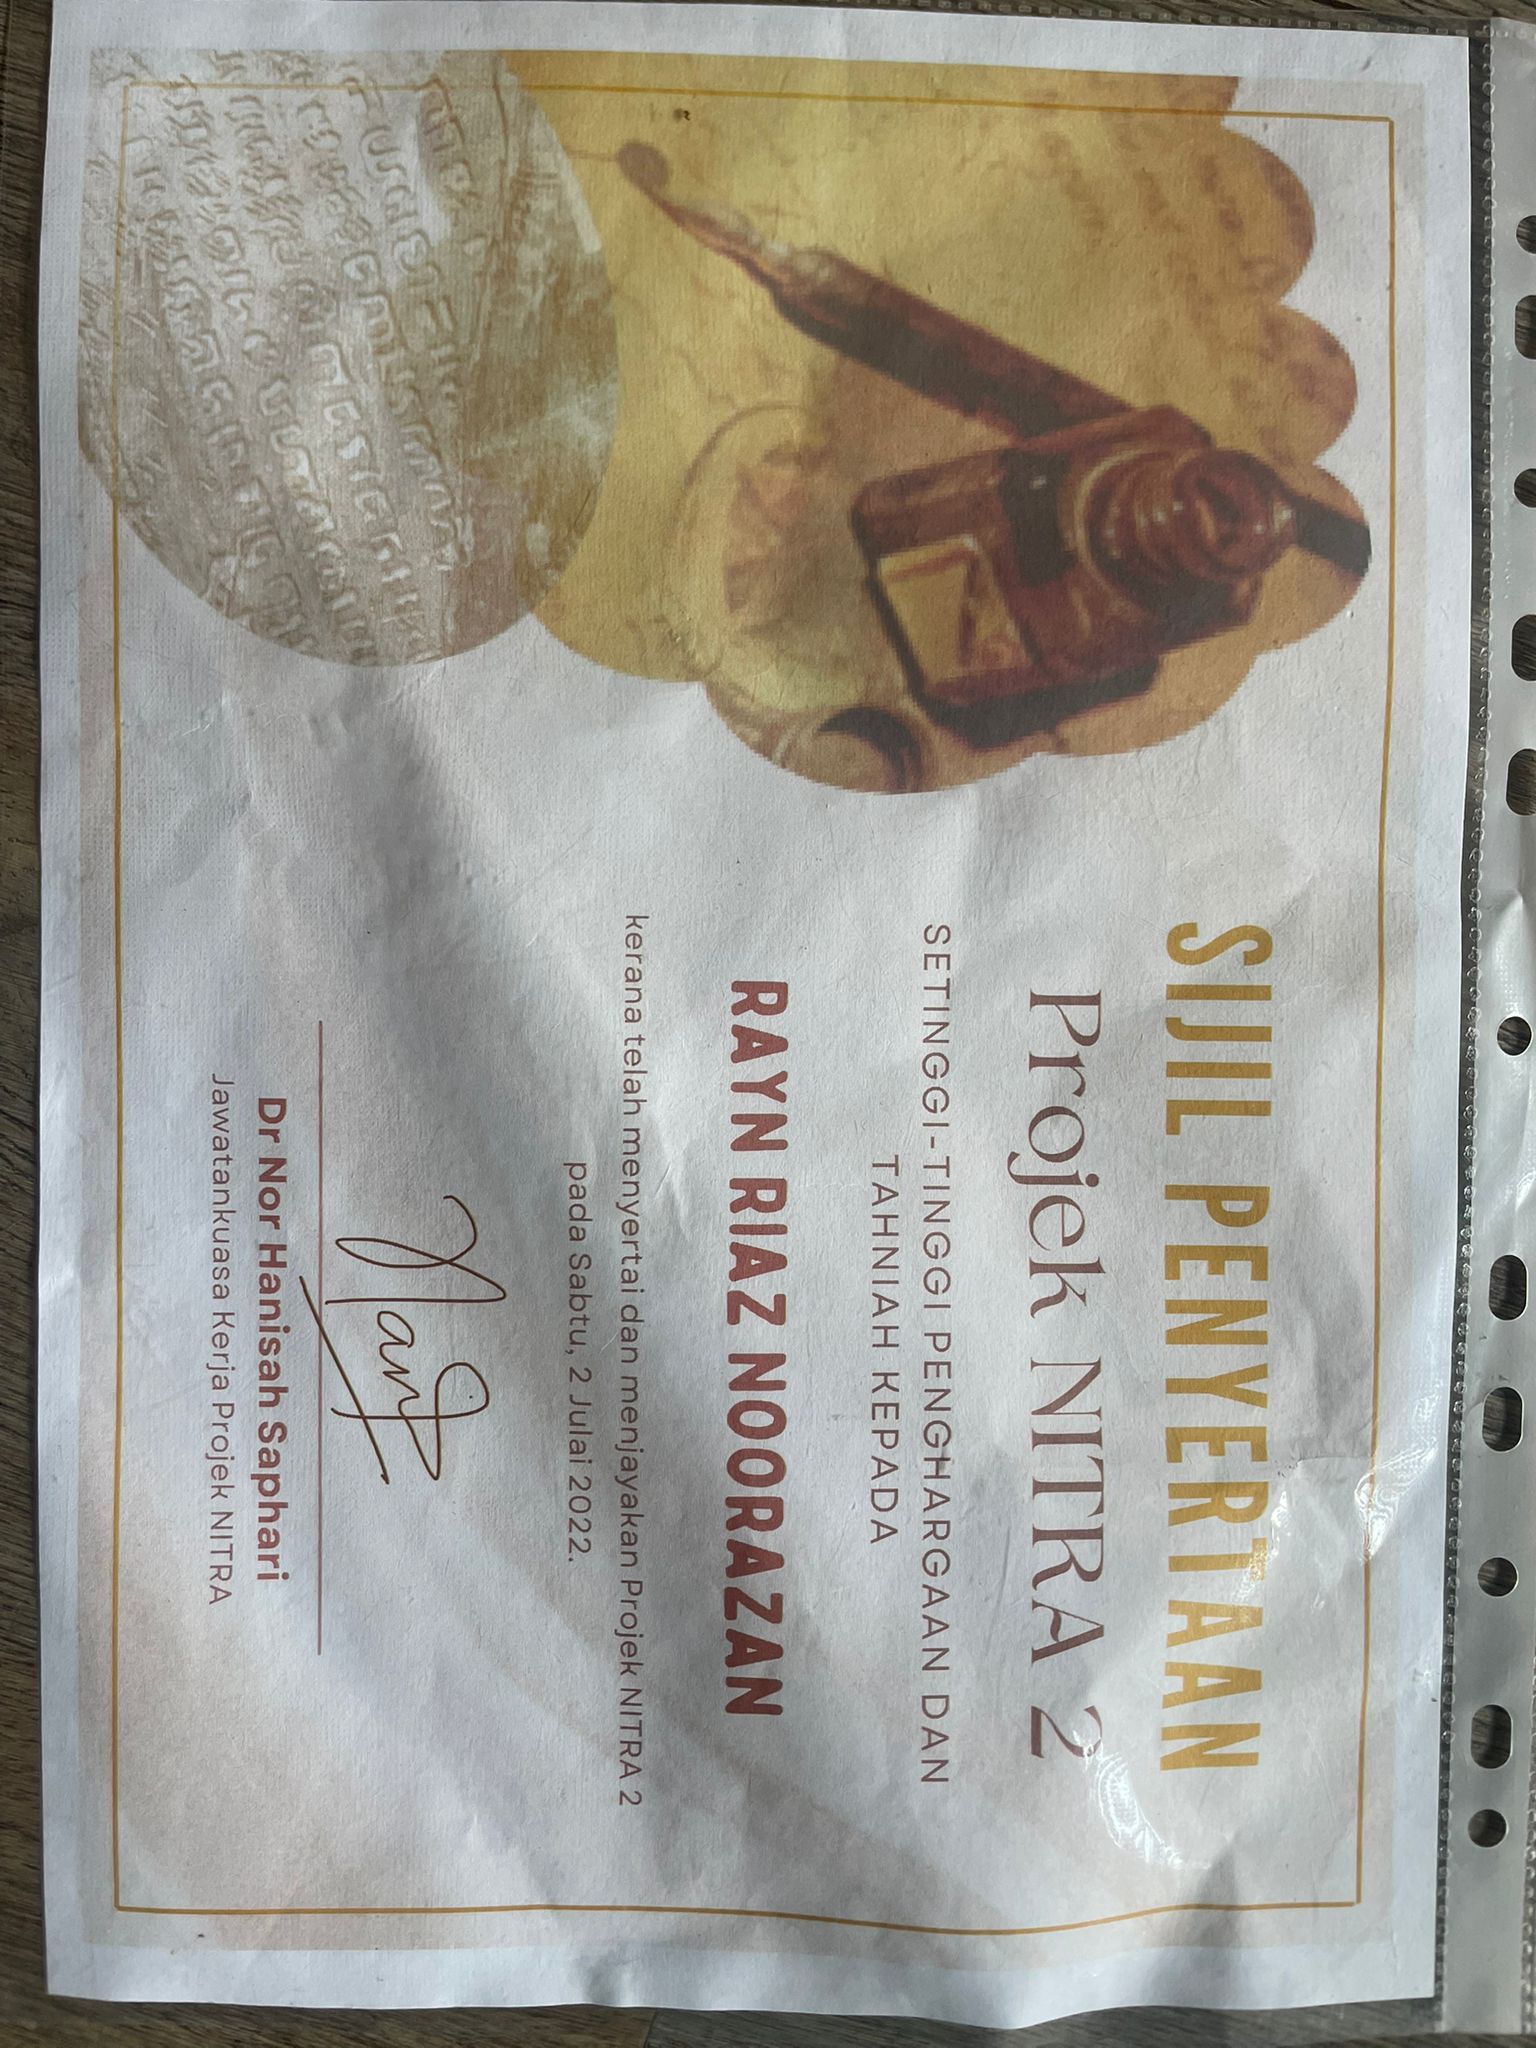 SIJIL PENYERTAAN
Projek NITRA 2
SETINGGI-TINGGI PENGHARGAAN DAN
TAHNIAH KEPADA
RAYN RIAZ NOORAZAN
kerana telah menyertai dan menjayakan Projek NITRA 2
pada Sabtu, 2 Julai 2022.
Dr Nor Hanisah Saphari
Jawatankuasa Kerja Projek NITRA